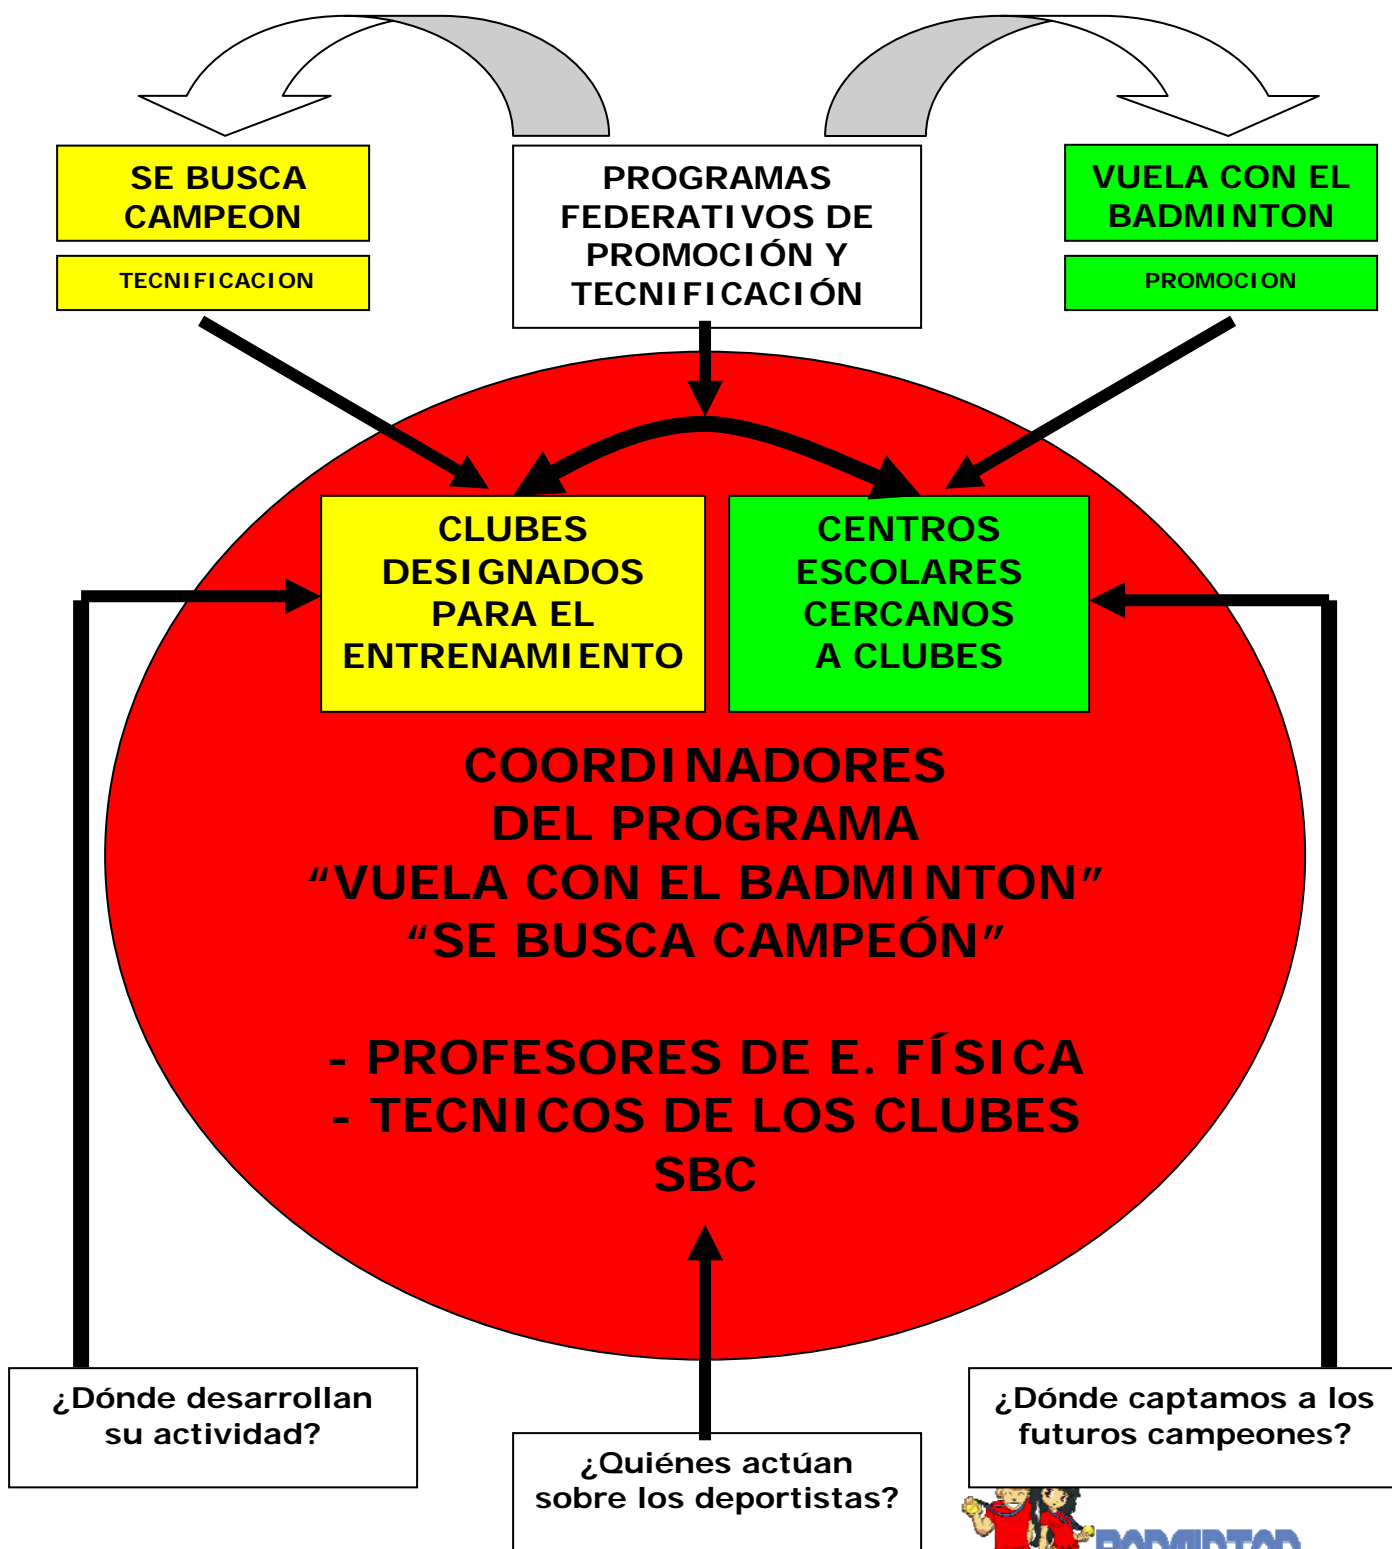 SE BUSCA
CAMPEON
TECNIFICACION
PROGRAMAS
FEDERATIVOS DE
PROMOCIÓN Y
TECNIFICACIÓN
VUELA CON EL
BADMINTON
PROMOCION
CLUBES
DESIGNADOS
PARA EL
ENTRENAMIENTO
CENTROS
ESCOLARES
CERCANOS
A CLUBES
COORDINADORES
DEL PROGRAMA
“VUELA CON EL BADMINTON”
“SE BUSCA CAMPEÓN”
- PROFESORES DE E. FÍSICA
- TECNICOS DE LOS CLUBES
SBC
¿Dónde desarrollan
su actividad?
¿Quiénes actúan
sobre los deportistas?
¿Dónde captamos a los
futuros campeones?